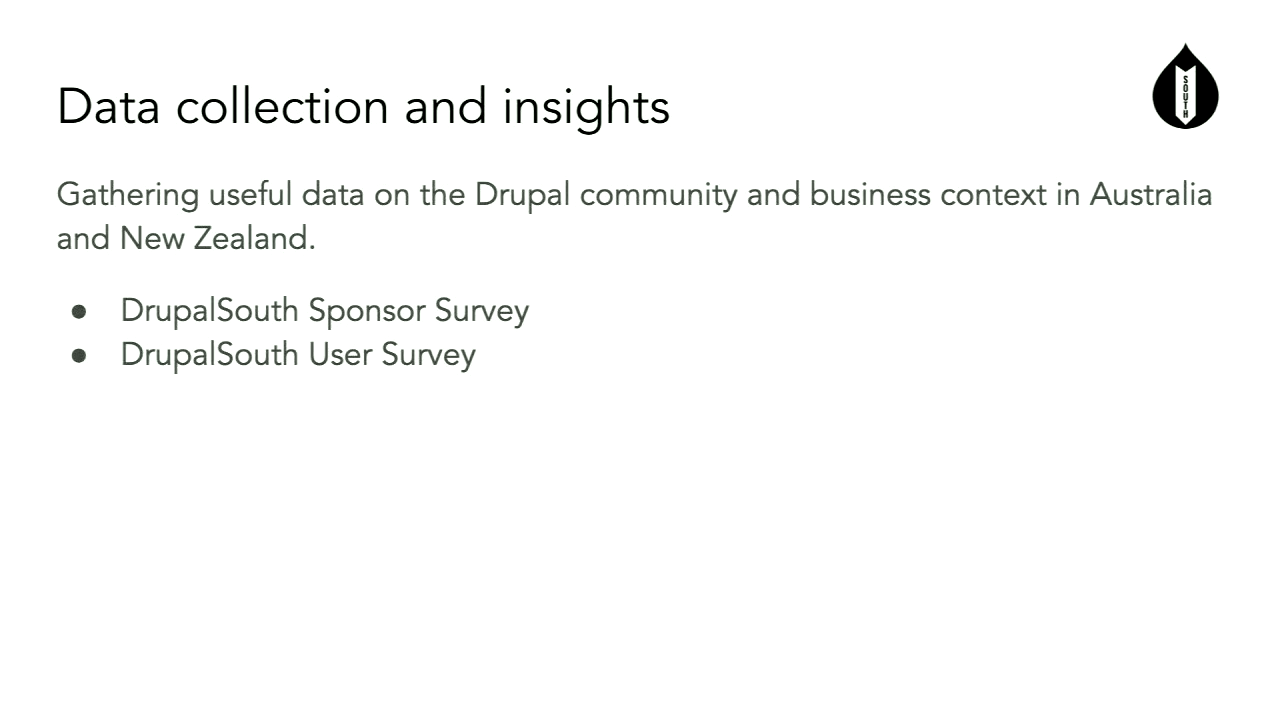 Data collection and insights
SOUTH
Gathering useful data on the Drupal community and business context in Australia
and New Zealand.
● DrupalSouth Sponsor Survey
● DrupalSouth User Survey